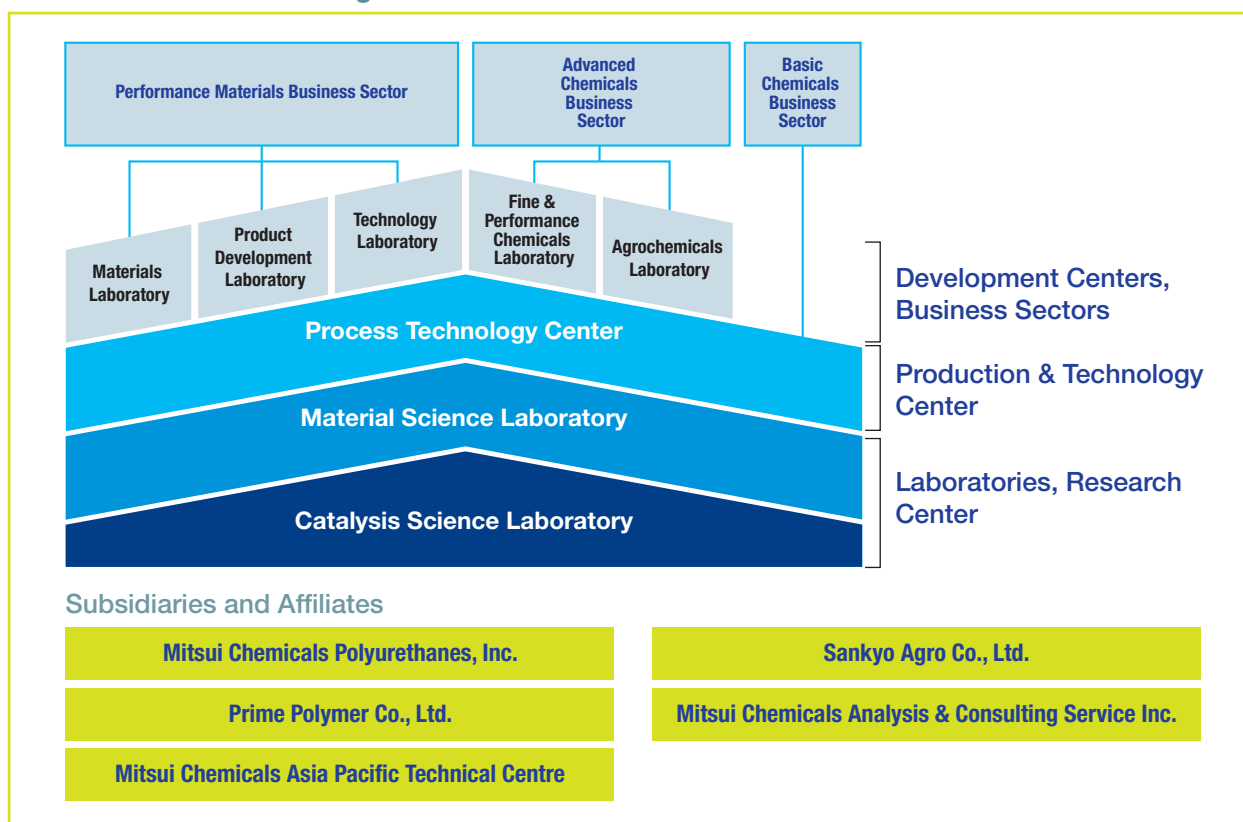 Performance Materials Business Sector
Advanced
Chemicals
Business
Sector
Basic
Chemicals
Business
Sector
Materials
Laboratory
Product
Development
Laboratory
Technology
Laboratory
Fine &
Performance
Chemicals
Laboratory
Agrochemicals
Laboratory
Development Centers,
Business Sectors
Process Technology Center
Production & Technology
Center
Material Science Laboratory
Laboratories, Research
Center
Catalysis Science Laboratory
Subsidiaries and Affiliates
Mitsui Chemicals Polyurethanes, Inc.
Sankyo Agro Co., Ltd.
Prime Polymer Co., Ltd.
Mitsui Chemicals Analysis & Consulting Service Inc.
Mitsui Chemicals Asia Pacific Technical Centre